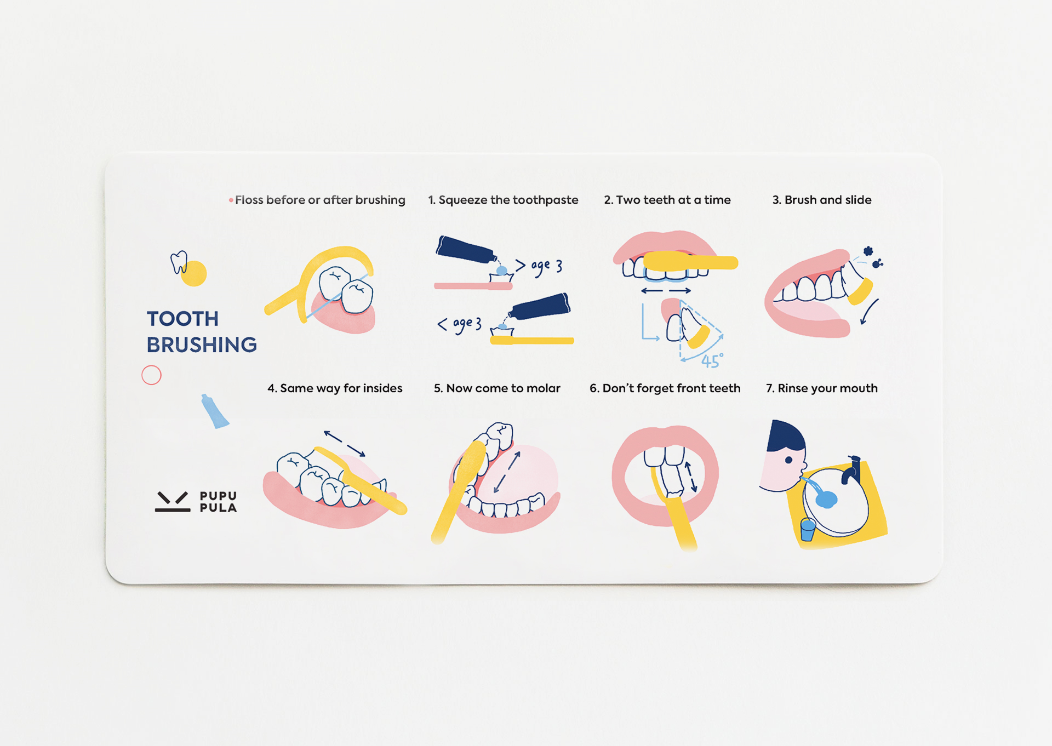 Floss before or after brushing
1. Squeeze the toothpaste
2. Two teeth at a time
3. Brush and slide
> age 3
< age 3
45°
TOOTH
BRUSHING
4. Same way for insides
5. Now come to molar
6. Don't forget front teeth
7. Rinse your mouth
PUPU
PULA